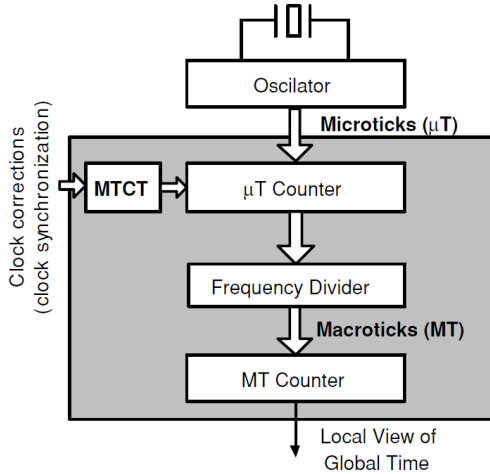 Oscilator
Microticks (μT)
Clock corrections
(clock synchronization)
MTCT
μT Counter
Frequency Divider
Macroticks (MT)
MT Counter
Local View of
Global Time